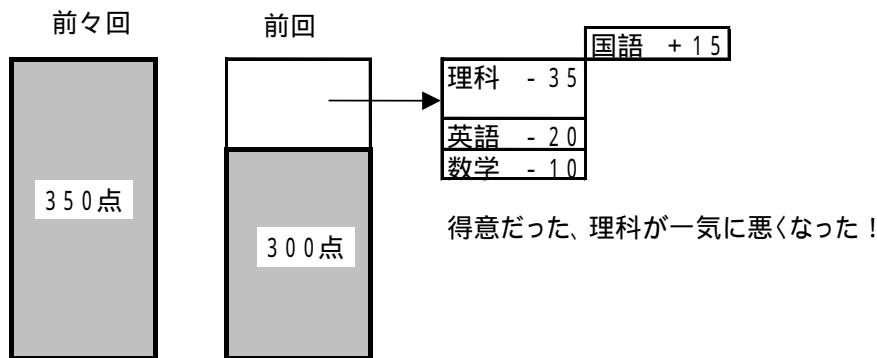 前々回
前回
国語 +15
理科 -35
英語 -20
数学 -10
350点
300点
得意だった、理科が一気に悪くなった!